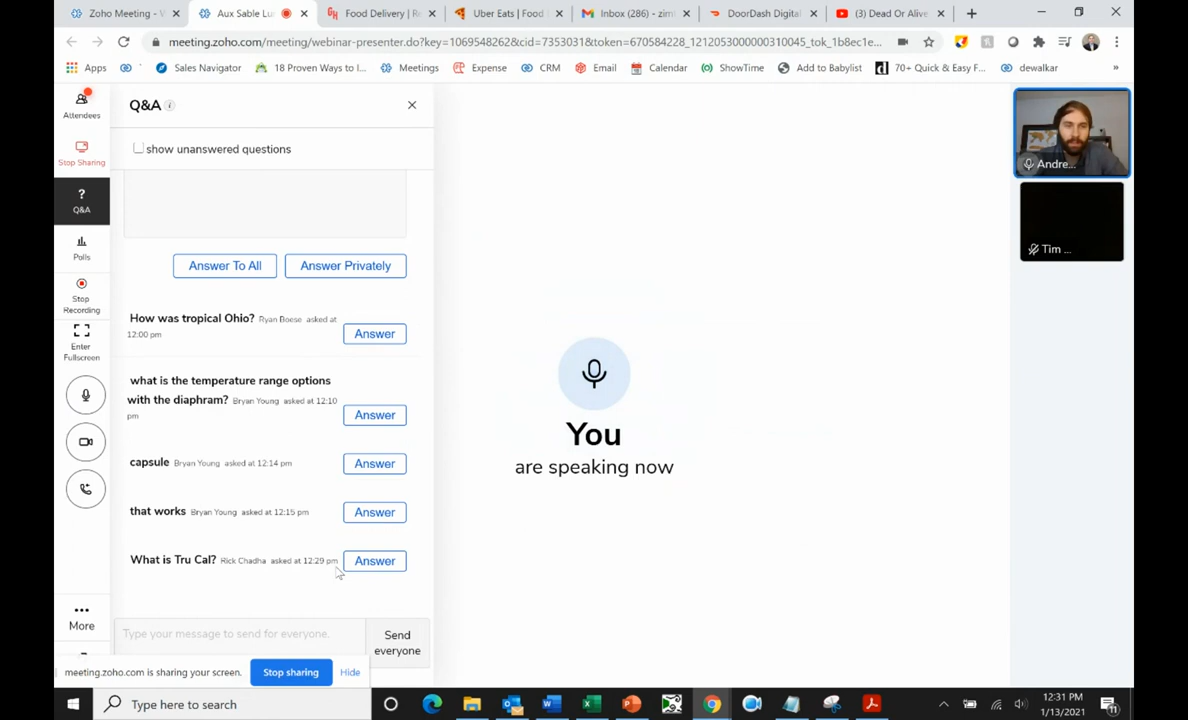 Zoho Meeting - W
Aux Sable Lu
Food Delivery | Re
Uber Eats | Food
Inbox (286) - zim
DoorDash Digital
(3) Dead Or Alive
meeting.zoho.com/meeting/webinar-presenter.do?key=1069548262&cid=7353031&token=670584228_1212053000000310045_tok_1b8ec1e...
Apps
Sales Navigator
18 Proven Ways to I...
Meetings
Expense
CRM
Email
Calendar
ShowTime
Add to Babylist
70+ Quick & Easy F...
dewalkar
»
Attendees
Stop Sharing
?
Q&A
Polls
Stop
Recording
Enter
Fullscreen
More
Q&A
show unanswered questions
Answer To All
Answer Privately
How was tropical Ohio? Ryan Boese asked at
12:00 pm
Answer
what is the temperature range options
with the diaphram? Bryan Young asked at 12:10
pm
Answer
capsule Bryan Young asked at 12:14 pm
Answer
that works Bryan Young asked at 12:15 pm
Answer
What is Tru Cal? Rick Chadha asked at 12:29 pm
Answer
Type your message to send for everyone.
Send
everyone
You
are speaking now
Andre...
Tim ...
meeting.zoho.com is sharing your screen.
Stop sharing
Hide
Type here to search
12:31 PM
1/13/2021
11